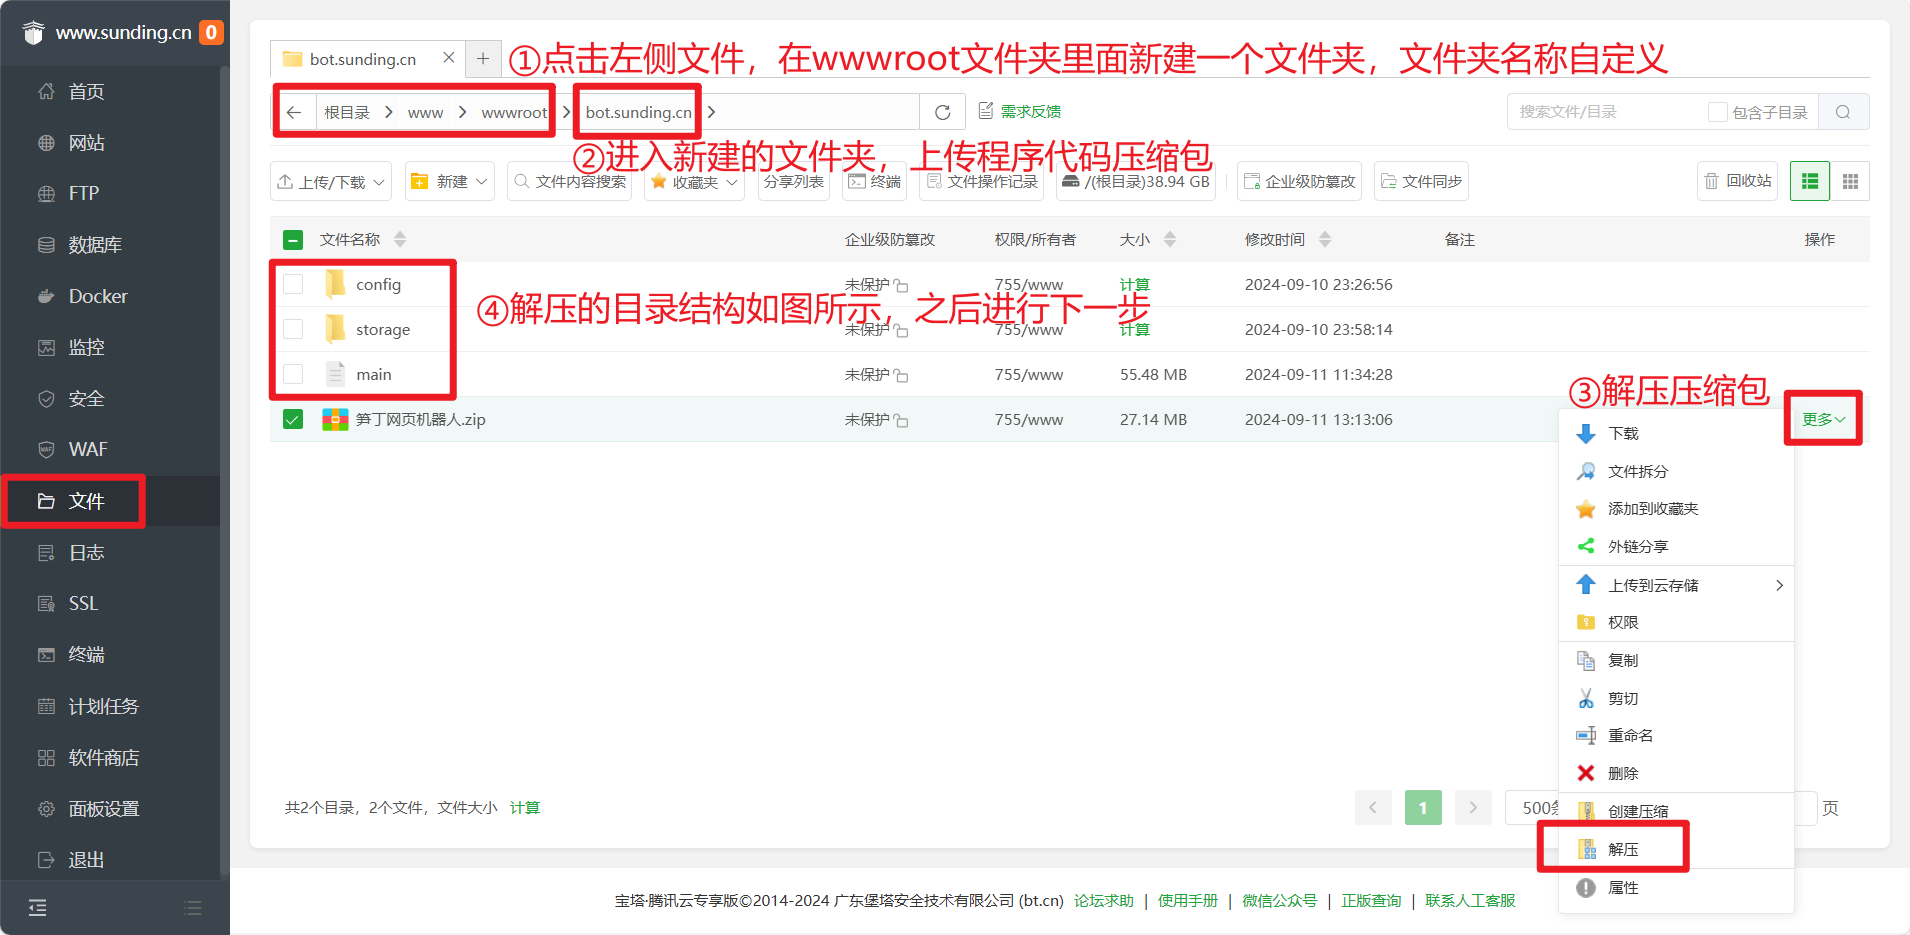 www.sunding.cn 0
首页
网站
FTP
数据库
Docker
监控
安全
WAF
文件
日志
SSL
终端
计划任务
软件商店
面板设置
退出
bot.sunding.cn
①点击左侧文件，在wwwroot文件夹里面新建一个文件夹，文件夹名称自定义
根目录 www wwwroot bot.sunding.cn
需求反馈
搜索文件/目录 包含子目录
②进入新建的文件夹，上传程序代码压缩包
上传/下载 新建 文件内容搜索 收藏夹 分享列表 终端 文件操作记录 /(根目录)38.94 GB 企业级防篡改 文件同步 回收站
文件名称 企业级防篡改 权限/所有者 大小 修改时间 备注 操作
config 未保护 755/www 计算 2024-09-10 23:26:56
④解压的目录结构如图所示，之后进行下一步
storage 未保护 755/www 计算 2024-09-10 23:58:14
main 未保护 755/www 55.48 MB 2024-09-11 11:34:28
③解压压缩包
笋丁网页机器人.zip 未保护 755/www 27.14 MB 2024-09-11 13:13:06 更多
下载
文件拆分
添加到收藏夹
外链分享
上传到云存储
权限
复制
剪切
重命名
删除
创建压缩
解压
属性
共2个目录，2个文件，文件大小 计算
1 500条 页
宝塔·腾讯云专享版©2014-2024 广东堡塔安全技术有限公司 (bt.cn) 论坛求助 | 使用手册 | 微信公众号 | 正版查询 | 联系人工客服